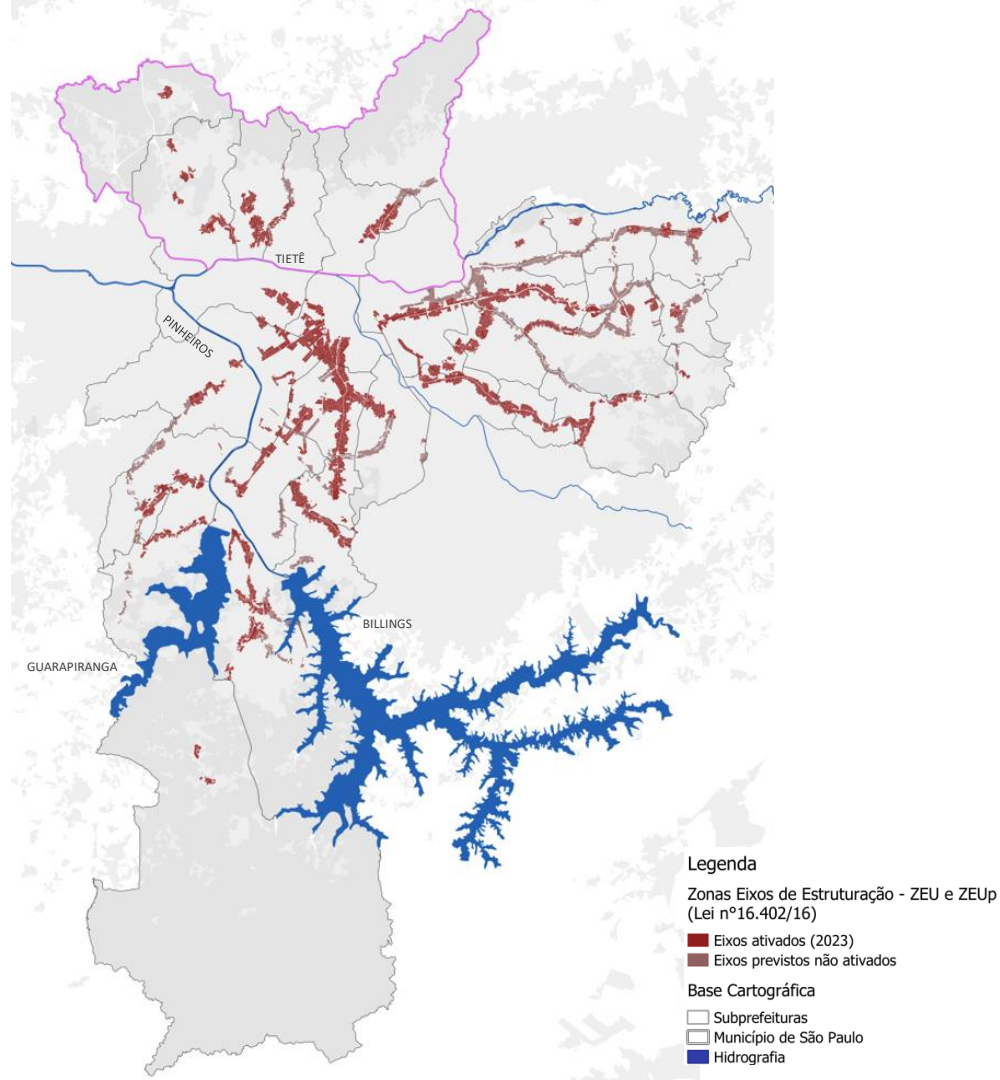 TIETÊ
PINHEIROS
BILLINGS
GUARAPIRANGA
Legenda
Zonas Eixos de Estruturação - ZEU e ZEUp
(Lei n°16.402/16)
Eixos ativados (2023)
Eixos previstos não ativados
Base Cartográfica
Subprefeituras
Município de São Paulo
Hidrografia